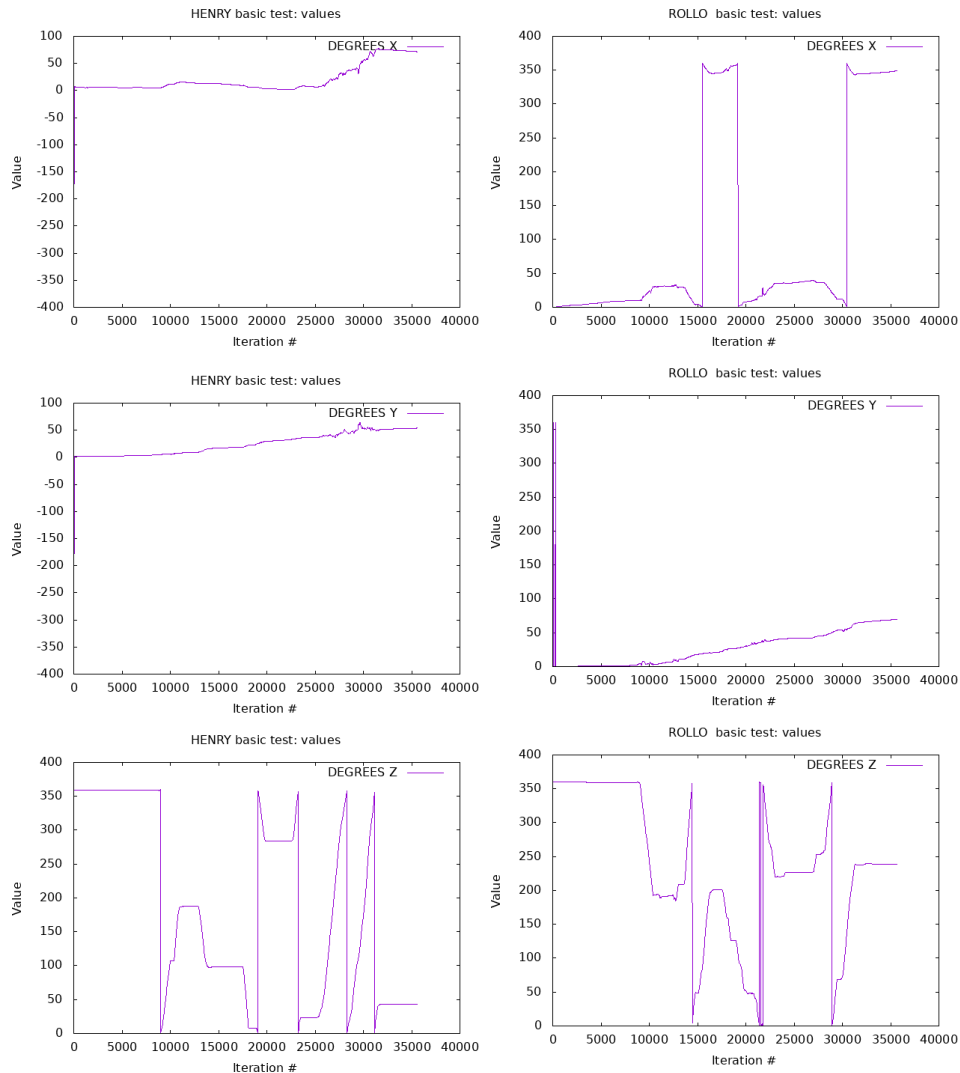 HENRY basic test: values
DEGREES X
100
50
0
-50
-100
-150
-200
-250
-300
-350
-400
Value
0 5000 10000 15000 20000 25000 30000 35000 40000
Iteration #
ROLLO basic test: values
DEGREES X
400
350
300
250
200
150
100
50
0
Value
0 5000 10000 15000 20000 25000 30000 35000 40000
Iteration #
HENRY basic test: values
DEGREES Y
100
50
0
-50
-100
-150
-200
-250
-300
-350
-400
Value
0 5000 10000 15000 20000 25000 30000 35000 40000
Iteration #
ROLLO basic test: values
DEGREES Y
400
350
300
250
200
150
100
50
0
Value
0 5000 10000 15000 20000 25000 30000 35000 40000
Iteration #
HENRY basic test: values
DEGREES Z
400
350
300
250
200
150
100
50
0
Value
0 5000 10000 15000 20000 25000 30000 35000 40000
Iteration #
ROLLO basic test: values
DEGREES Z
400
350
300
250
200
150
100
50
0
Value
0 5000 10000 15000 20000 25000 30000 35000 40000
Iteration #